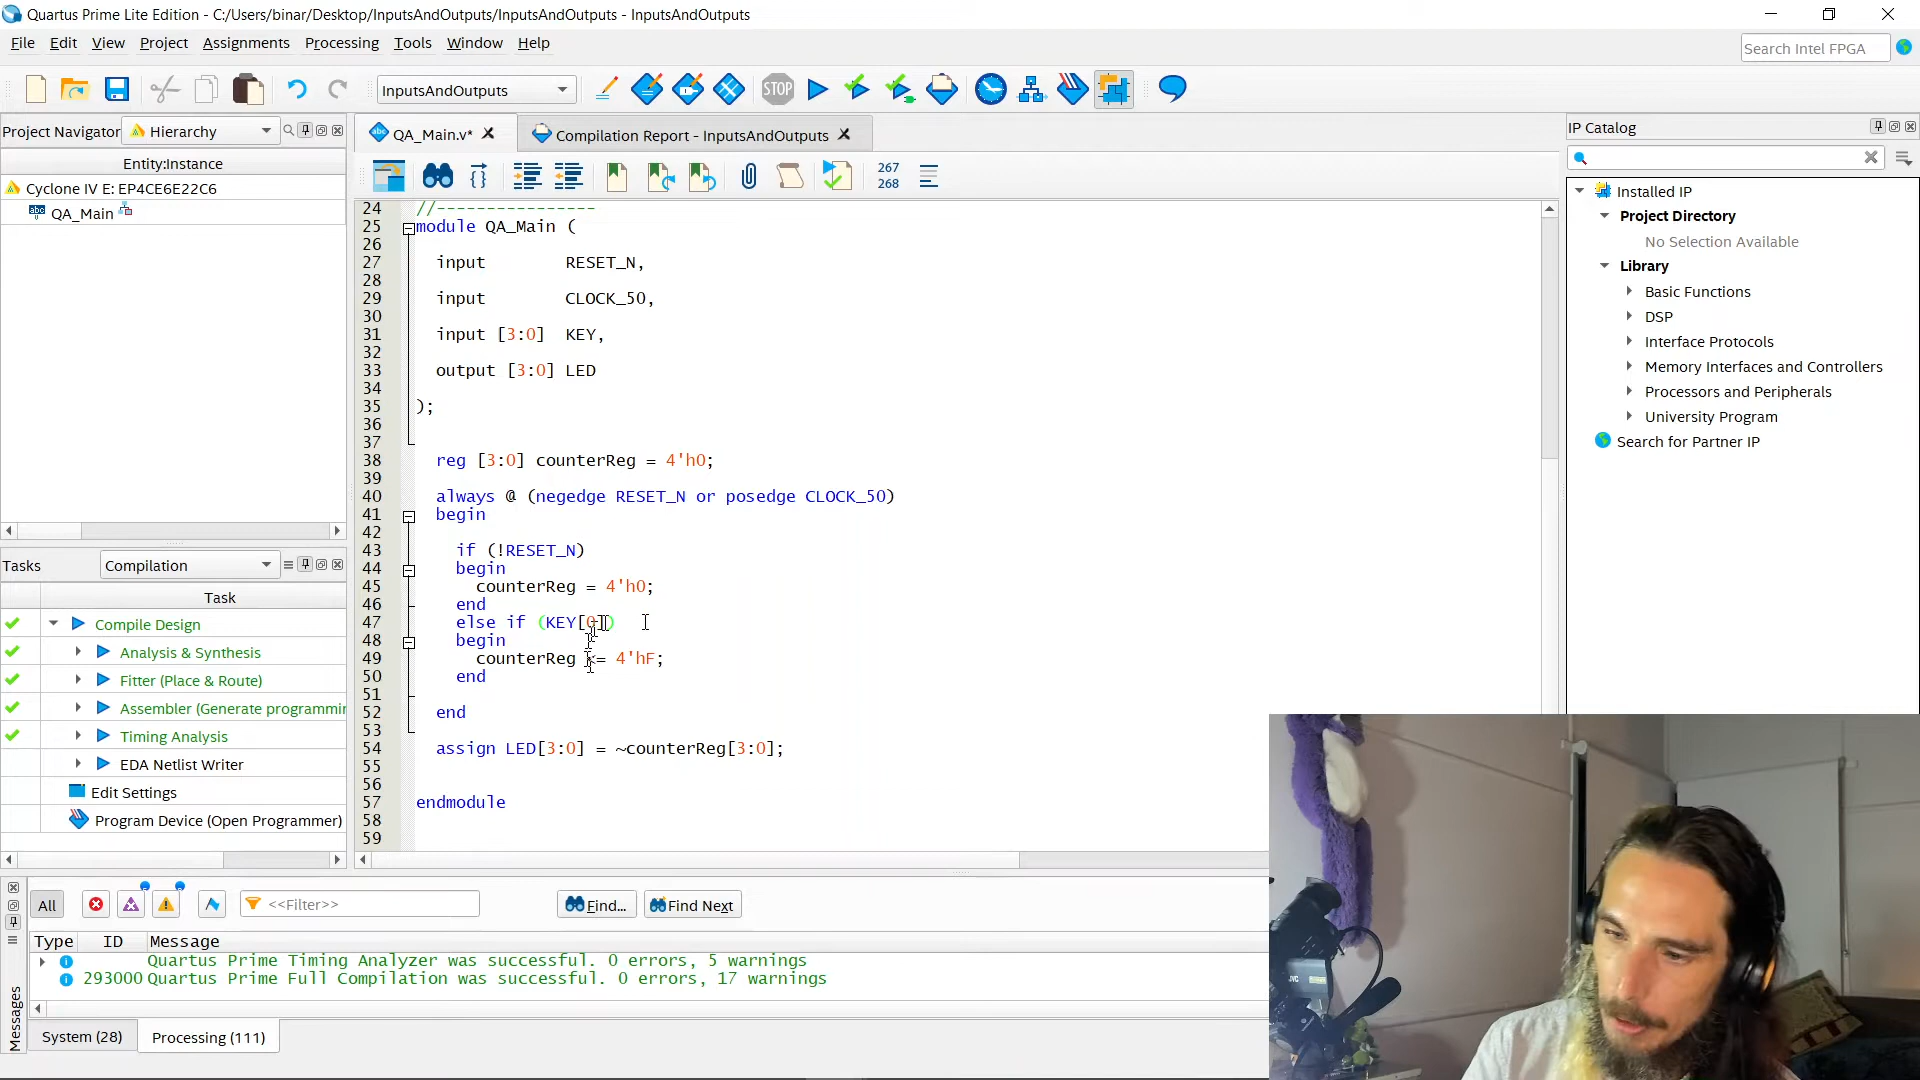 Quartus Prime Lite Edition - C:/Users/binar/Desktop/InputsAndOutputs/InputsAndOutputs - InputsAndOutputs
File Edit View Project Assignments Processing Tools Window Help
Search Intel FPGA
InputsAndOutputs
STOP
Project Navigator Hierarchy
Entity:Instance
Cyclone IV E: EP4CE6E22C6
abc QA_Main
abc QA_Main.v*
Compilation Report - InputsAndOutputs
267
268
24 //----------------
25 module QA_Main (
26
27 input RESET_N,
28
29 input CLOCK_50,
30
31 input [3:0] KEY,
32
33 output [3:0] LED
34
35 );
36
37
38 reg [3:0] counterReg = 4'h0;
39
40 always @ (negedge RESET_N or posedge CLOCK_50)
41 begin
42
43 if (!RESET_N)
44 begin
45 counterReg = 4'h0;
46 end
47 else if (KEY[0])
48 begin
49 counterReg <= 4'hF;
50 end
51
52 end
53
54 assign LED[3:0] = ~counterReg[3:0];
55
56
57 endmodule
58
59
IP Catalog
Installed IP
Project Directory
No Selection Available
Library
Basic Functions
DSP
Interface Protocols
Memory Interfaces and Controllers
Processors and Peripherals
University Program
Search for Partner IP
Tasks Compilation
Task
Compile Design
Analysis & Synthesis
Fitter (Place & Route)
Assembler (Generate programmin
Timing Analysis
EDA Netlist Writer
Edit Settings
Program Device (Open Programmer)
Messages
All
<<Filter>>
Find...
Find Next
Type ID Message
Quartus Prime Timing Analyzer was successful. 0 errors, 5 warnings
293000 Quartus Prime Full Compilation was successful. 0 errors, 17 warnings
System (28)
Processing (111)
JVC